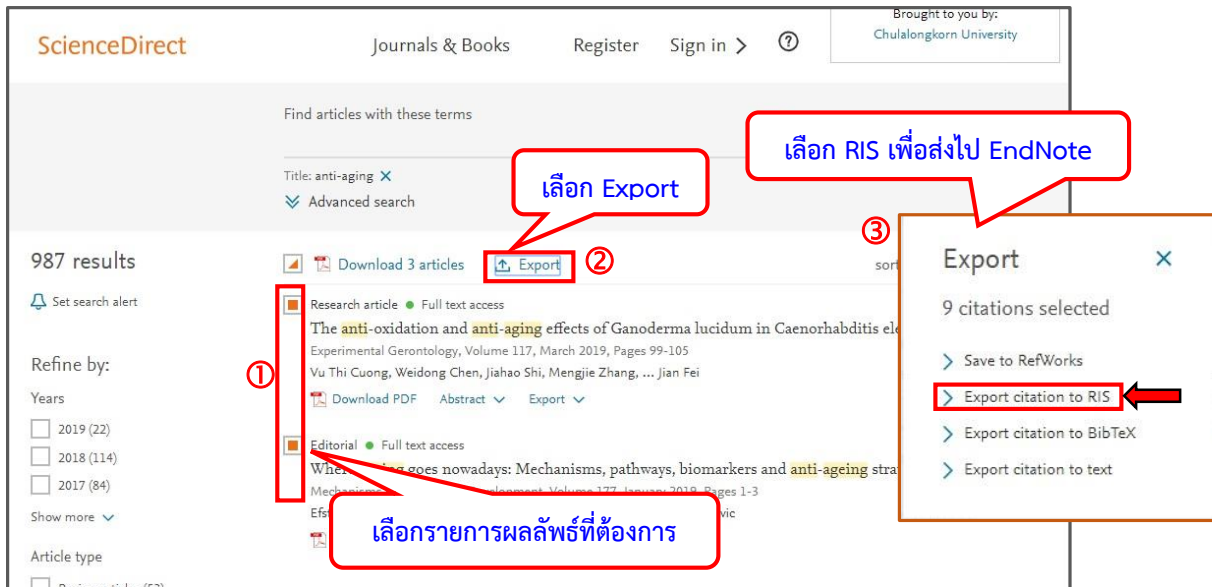 Brought to you by:
Chulalongkorn University
ScienceDirect
Journals & Books
Register
Sign in >
?
Find articles with these terms
เลือก RIS เพื่อส่งไป EndNote
Title: anti-aging ×
Advanced search
เลือก Export
987 results
Download 3 articles
Export
②
sort
③
Export ×
9 citations selected
Save to RefWorks
Export citation to RIS
Export citation to BibTeX
Export citation to text
Set search alert
①
Research article ● Full text access
The anti-oxidation and anti-aging effects of Ganoderma lucidum in Caenorhabditis ele
Experimental Gerontology, Volume 117, March 2019, Pages 99-105
Vu Thi Cuong, Weidong Chen, Jiahao Shi, Mengjie Zhang, ... Jian Fei
Download PDF
Abstract
Export
Refine by:
Years
2019 (22)
2018 (114)
2017 (84)
Show more
Article type
Editorial ● Full text access
goes nowadays: Mechanisms, pathways, biomarkers and anti-ageing stra
Volume 177, January 2019, Pages 1-3
เลือกรายการผลลัพธ์ที่ต้องการ